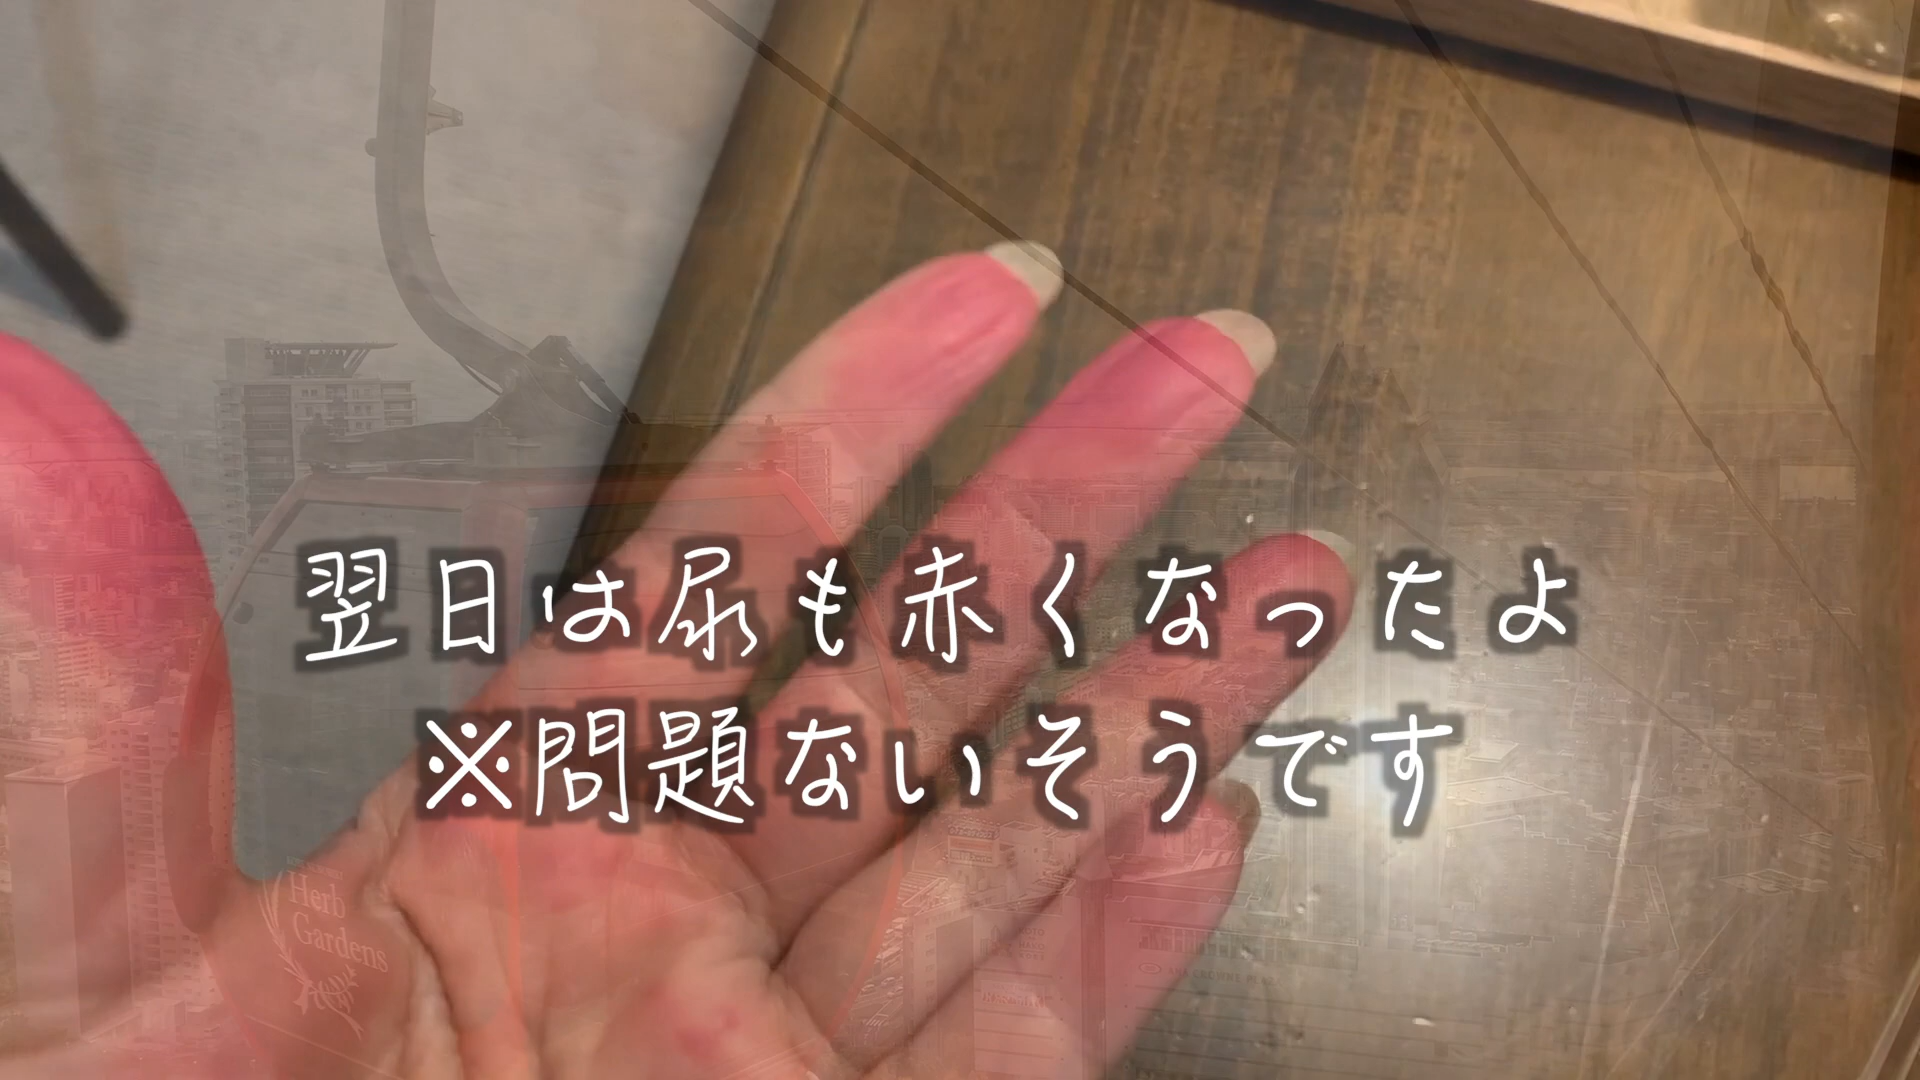 翌日は尿も赤くなったよ
※問題ないそうです
Herb
Gardens